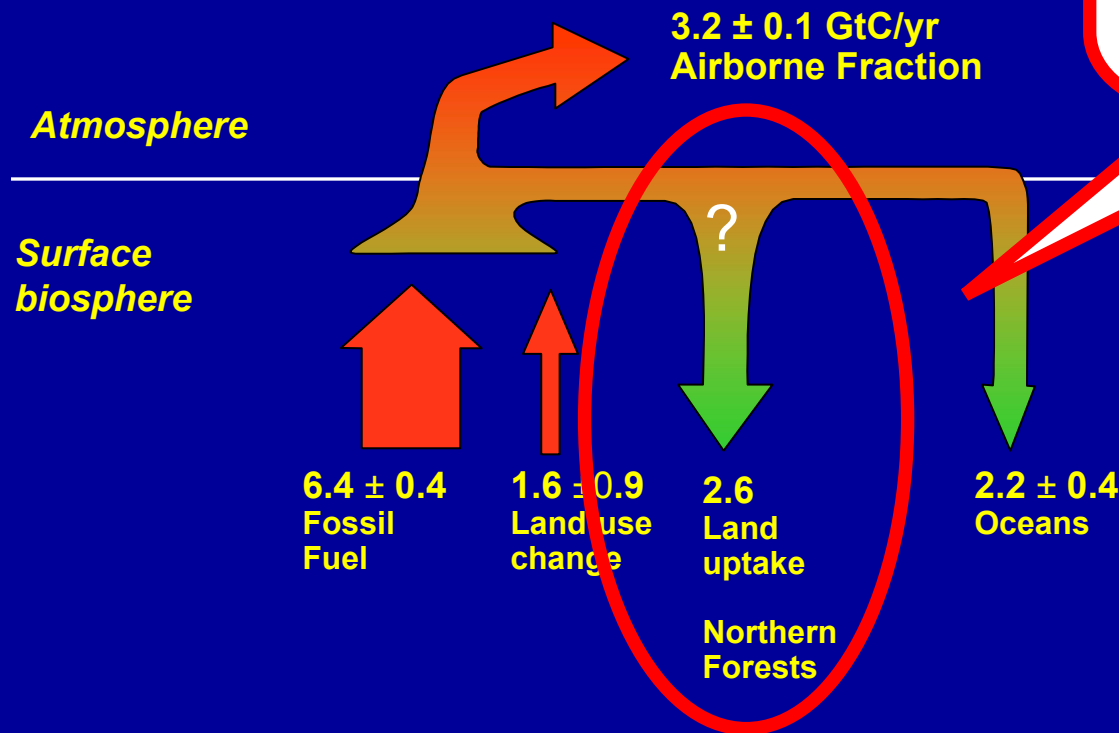 3.2 ± 0.1 GtC/yr
Airborne Fraction
Atmosphere
Surface
biosphere
?
6.4 ± 0.4
Fossil
Fuel
1.6 ±0.9
Land use
change
2.6
Land
uptake
Northern
Forests
2.2 ± 0.4
Oceans